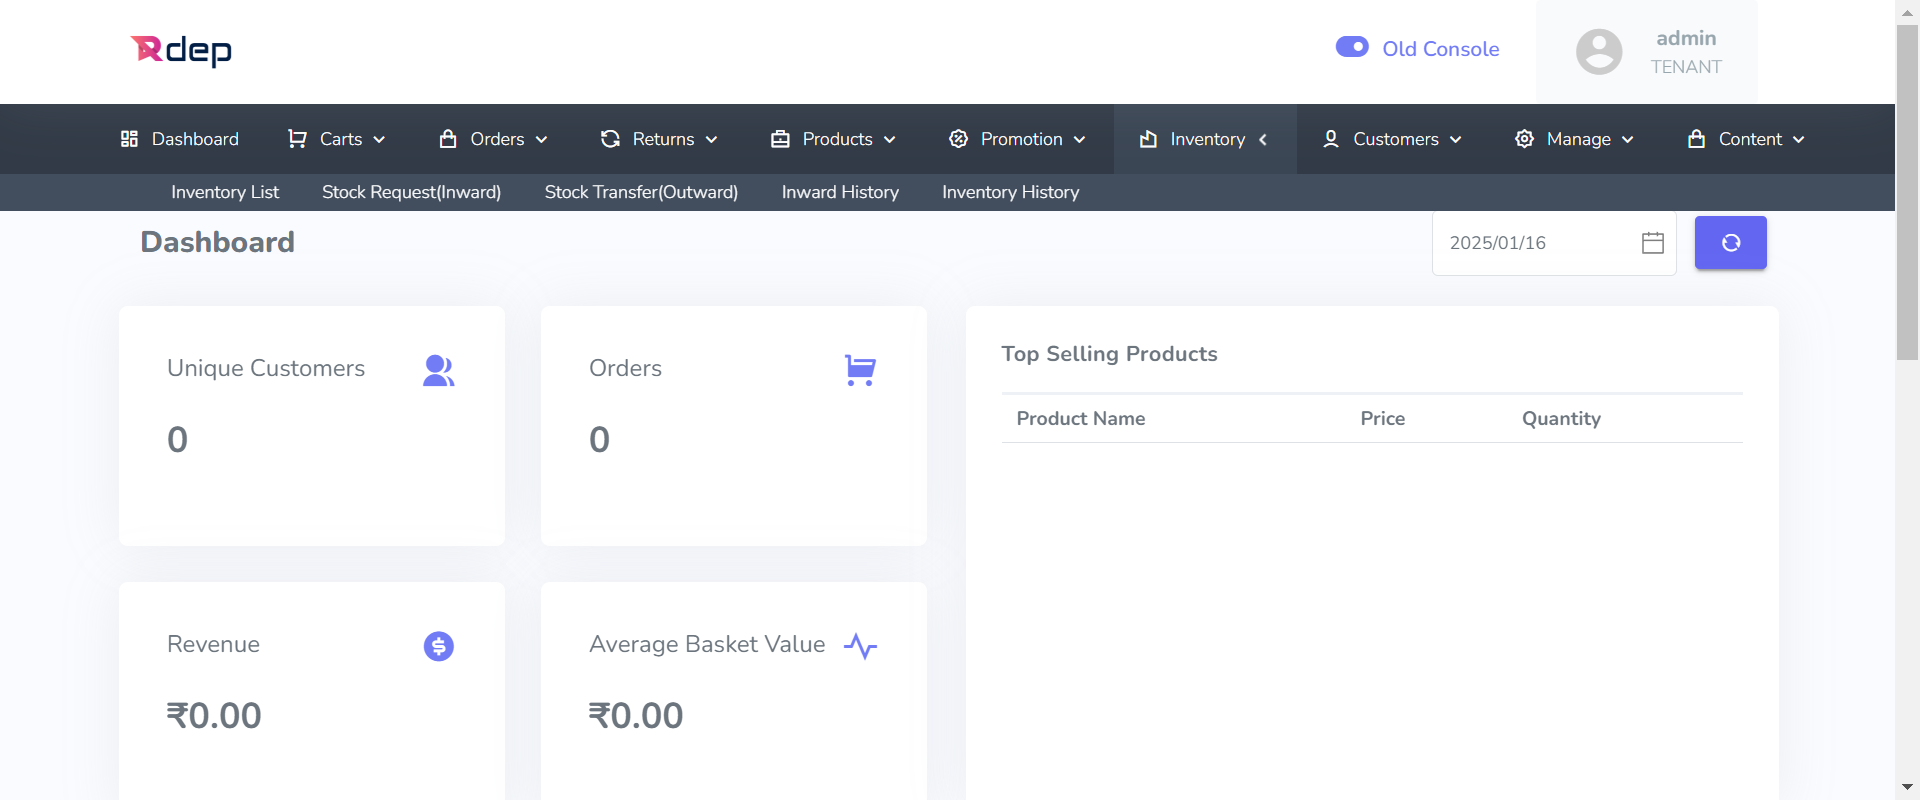 Rdep
Old Console
admin
TENANT
Dashboard Carts Orders Returns Products Promotion Inventory Customers Manage Content
Inventory List Stock Request(Inward) Stock Transfer(Outward) Inward History Inventory History
Dashboard
2025/01/16
Unique Customers
0
Orders
0
Top Selling Products
Product Name Price Quantity
Revenue
₹0.00
Average Basket Value
₹0.00